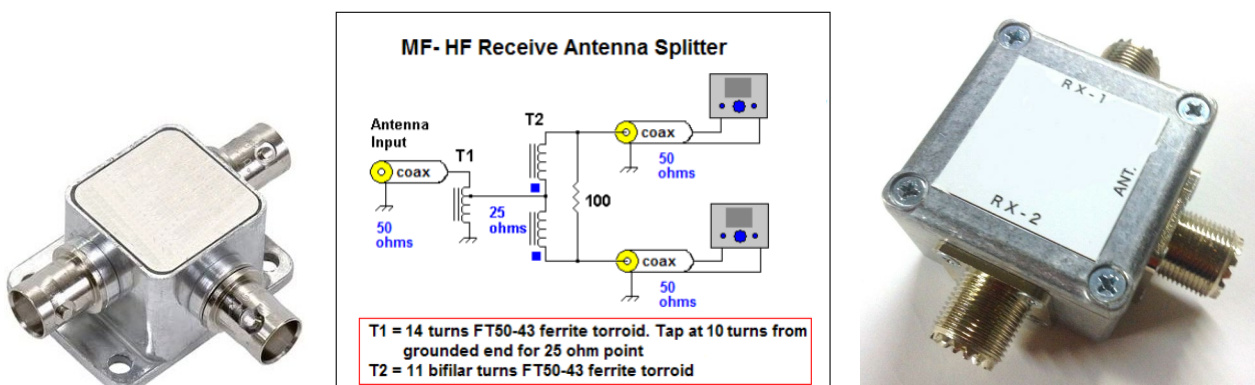 MF- HF Receive Antenna Splitter
Antenna
Input
coax
50
ohms
T1
25
ohms
T2
100
coax
50
ohms
coax
50
ohms
T1 = 14 turns FT50-43 ferrite torroid. Tap at 10 turns from
grounded end for 25 ohm point
T2 = 11 bifilar turns FT50-43 ferrite torroid
RX-1
ANT.
RX-2